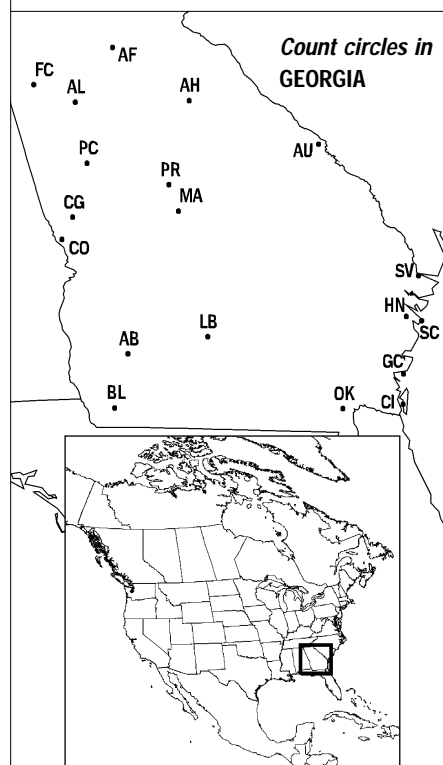 Count circles in
GEORGIA
AF
FC
AL
AH
AU
PC
PR
MA
CG
CO
SV
HN
SC
LB
AB
GC
BL
OK
CI